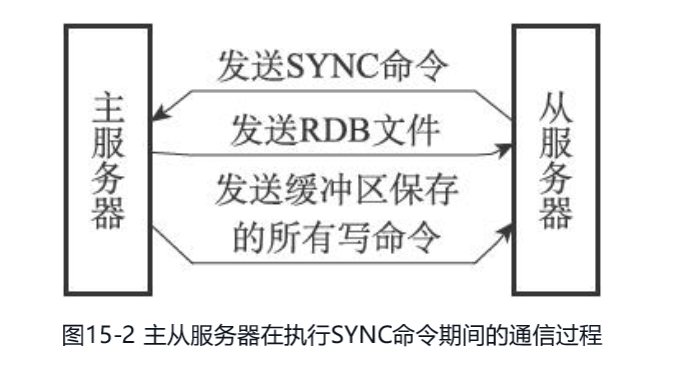 主服务器
发送SYNC命令
发送RDB文件
发送缓冲区保存
的所有写命令
从服务器
图15-2 主从服务器在执行SYNC命令期间的通信过程